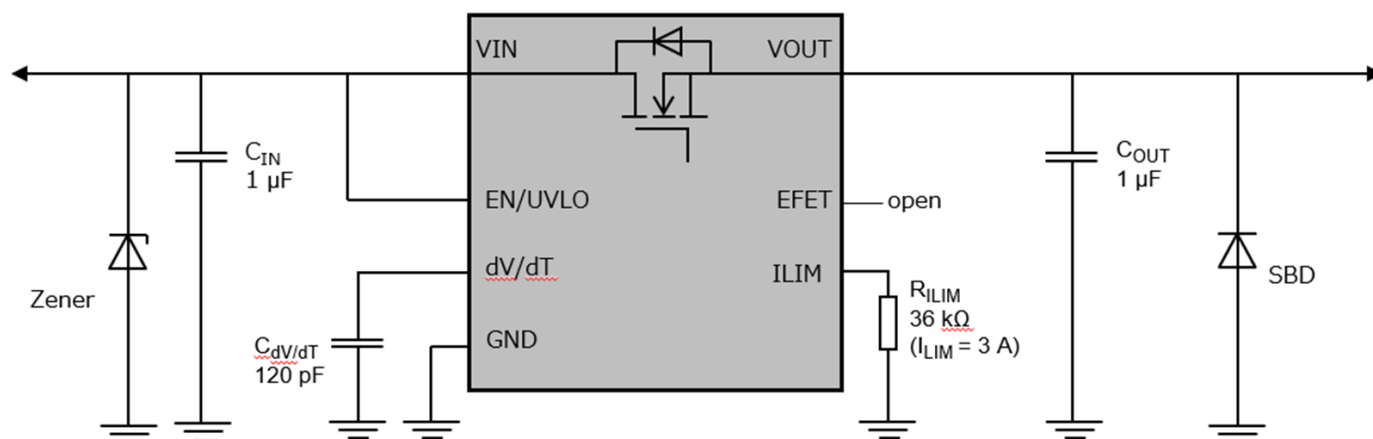 VIN
VOUT
C_IN
1 µF
C_OUT
1 µF
EN/UVLO
EFET
open
dV/dT
ILIM
Zener
SBD
R_ILIM
36 kΩ
(I_LIM = 3 A)
GND
C_dV/dT
120 pF